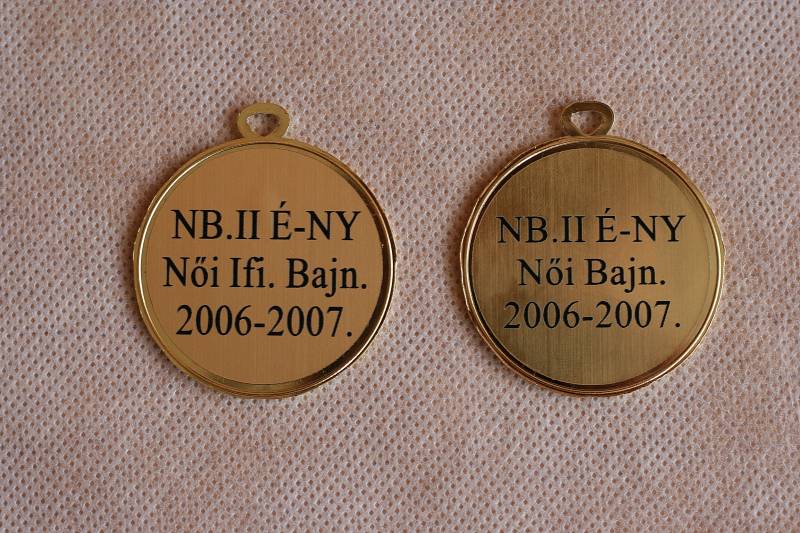 NB.II É-NY
Női Ifi. Bajn.
2006-2007.
NB.II É-NY
Női Bajn.
2006-2007.